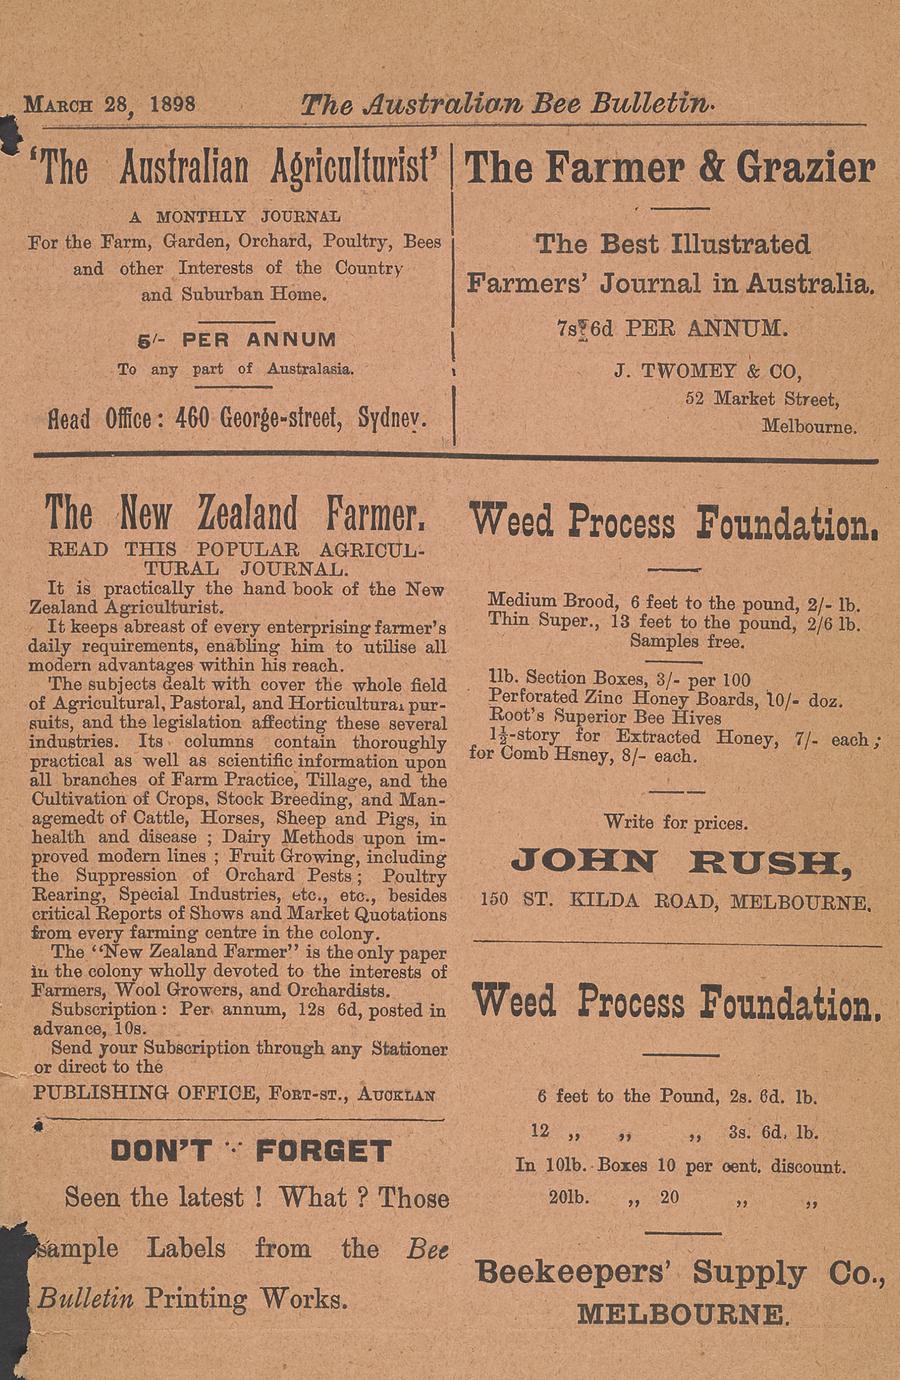 March 28, 1898 The Australian Bee Bulletin.
'The Australian Agriculturist'
A MONTHLY JOURNAL
For the Farm, Garden, Orchard, Poultry, Bees
and other Interests of the Country
and Suburban Home.
5/- PER ANNUM
To any part of Australasia.
Head Office: 460 George-street, Sydney.
The Farmer & Grazier
The Best Illustrated
Farmers' Journal in Australia.
7s 6d PER ANNUM.
J. TWOMEY & CO,
52 Market Street,
Melbourne.
The New Zealand Farmer.
READ THIS POPULAR AGRICUL-
TURAL JOURNAL.
It is practically the hand book of the New
Zealand Agriculturist.
It keeps abreast of every enterprising farmer's
daily requirements, enabling him to utilise all
modern advantages within his reach.
The subjects dealt with cover the whole field
of Agricultural, Pastoral, and Horticultural pur-
suits, and the legislation affecting these several
industries. Its columns contain thoroughly
practical as well as scientific information upon
all branches of Farm Practice, Tillage, and the
Cultivation of Crops, Stock Breeding, and Man-
agemedt of Cattle, Horses, Sheep and Pigs, in
health and disease ; Dairy Methods upon im-
proved modern lines ; Fruit Growing, including
the Suppression of Orchard Pests ; Poultry
Rearing, Special Industries, etc., etc., besides
critical Reports of Shows and Market Quotations
from every farming centre in the colony.
The "New Zealand Farmer" is the only paper
in the colony wholly devoted to the interests of
Farmers, Wool Growers, and Orchardists.
Subscription : Per annum, 12s 6d, posted in
advance, 10s.
Send your Subscription through any Stationer
or direct to the
PUBLISHING OFFICE, Fort-st., Aucklan
DON'T FORGET
Seen the latest ! What ? Those
sample Labels from the Bee
Bulletin Printing Works.
Weed Process Foundation.
Medium Brood, 6 feet to the pound, 2/- lb.
Thin Super., 13 feet to the pound, 2/6 lb.
Samples free.
1lb. Section Boxes, 3/- per 100
Perforated Zinc Honey Boards, 10/- doz.
Root's Superior Bee Hives
1½-story for Extracted Honey, 7/- each ;
for Comb Hsney, 8/- each.
Write for prices.
JOHN RUSH,
150 ST. KILDA ROAD, MELBOURNE.
Weed Process Foundation.
6 feet to the Pound, 2s. 6d. lb.
12 ,, ,, ,, 3s. 6d. lb.
In 10lb. Boxes 10 per cent. discount.
20lb. ,, 20 ,, ,,
Beekeepers' Supply Co.,
MELBOURNE.